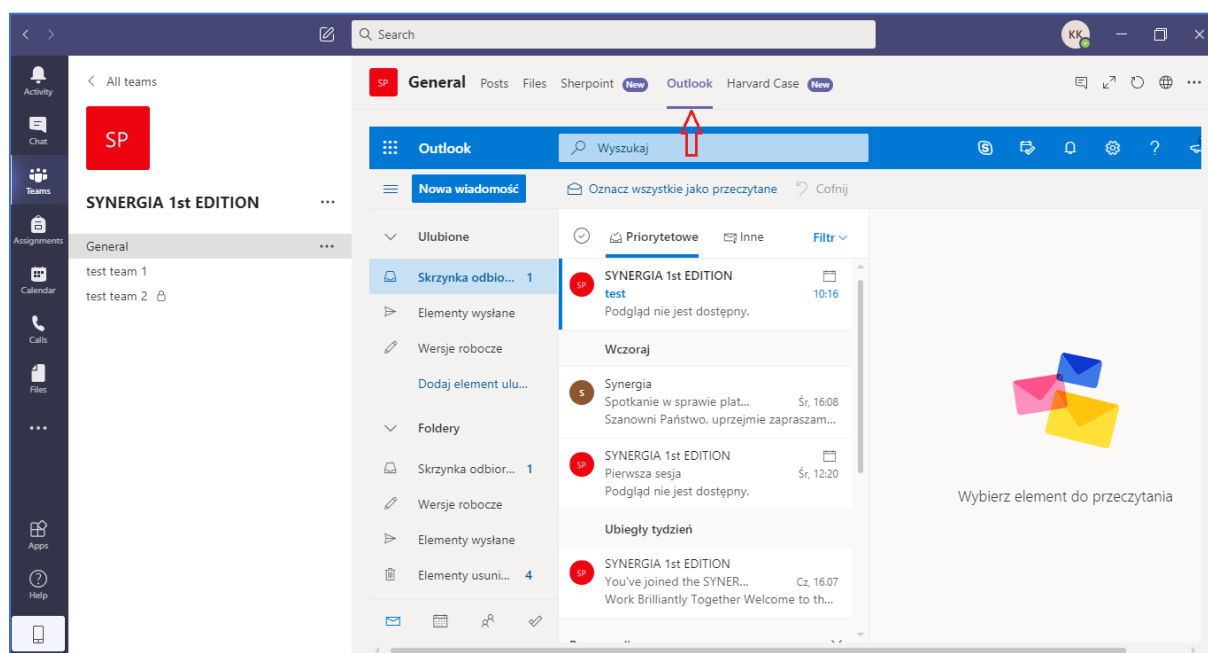 Search
KK
Activity
Chat
Teams
Assignments
Calendar
Calls
Files
Apps
Help
All teams
SP
SYNERGIA 1st EDITION
General
test team 1
test team 2
SP General Posts Files Sherpoint New Outlook Harvard Case New
Outlook Wyszukaj
Nowa wiadomość Oznacz wszystkie jako przeczytane Cofnij
Ulubione
Skrzynka odbio... 1
Elementy wysłane
Wersje robocze
Dodaj element ulu...
Foldery
Skrzynka odbior... 1
Wersje robocze
Elementy wysłane
Elementy usuni... 4
Priorytetowe Inne Filtr
SP SYNERGIA 1st EDITION
test 10:16
Podgląd nie jest dostępny.
Wczoraj
S Synergia
Spotkanie w sprawie plat... Śr, 16:08
Szanowni Państwo, uprzejmie zapraszam...
SP SYNERGIA 1st EDITION
Pierwsza sesja Śr, 12:20
Podgląd nie jest dostępny.
Ubiegły tydzień
SP SYNERGIA 1st EDITION
You've joined the SYNER... Cz, 16.07
Work Brilliantly Together Welcome to th...
Wybierz element do przeczytania